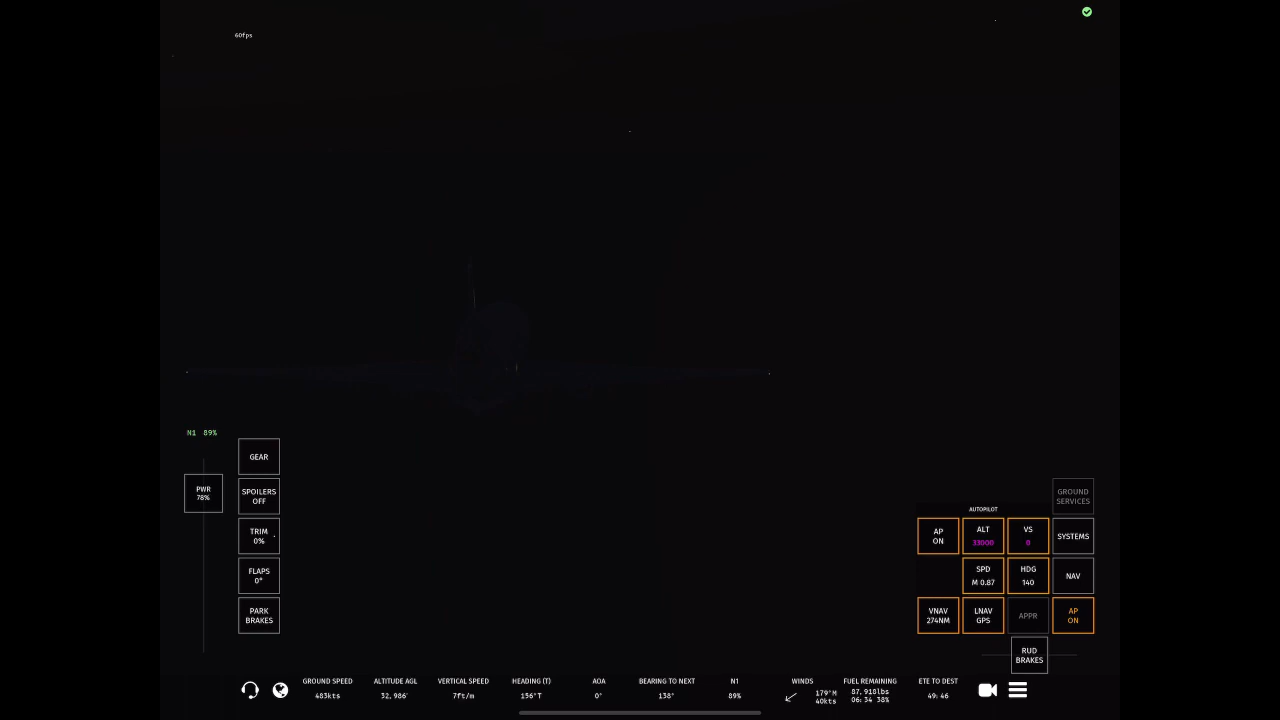 60fps
N1 89%
GEAR
PWR
78%
SPOILERS
OFF
TRIM
0%
FLAPS
0°
PARK
BRAKES
GROUND
SERVICES
AUTOPILOT
AP
ON
ALT
33000
VS
0
SYSTEMS
SPD
M 0.87
HDG
140
NAV
VNAV
274NM
LNAV
GPS
APPR
AP
ON
RUD
BRAKES
GROUND SPEED
483kts
ALTITUDE AGL
32,986'
VERTICAL SPEED
7ft/m
HEADING (T)
156°T
AOA
0°
BEARING TO NEXT
138°
N1
89%
WINDS
179°M
40kts
FUEL REMAINING
87,918lbs
06:34 38%
ETE TO DEST
49:46